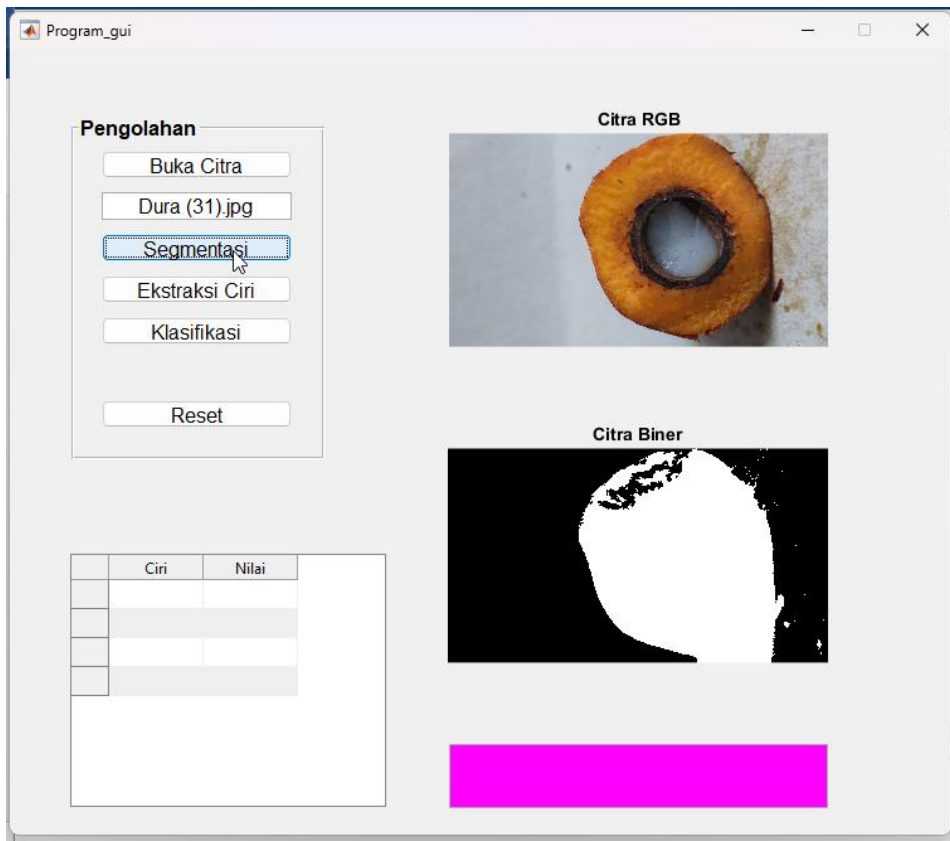 Program_gui
Pengolahan
Buka Citra
Dura (31).jpg
Segmentasi
Ekstraksi Ciri
Klasifikasi
Reset
Citra RGB
Citra Biner
Ciri Nilai